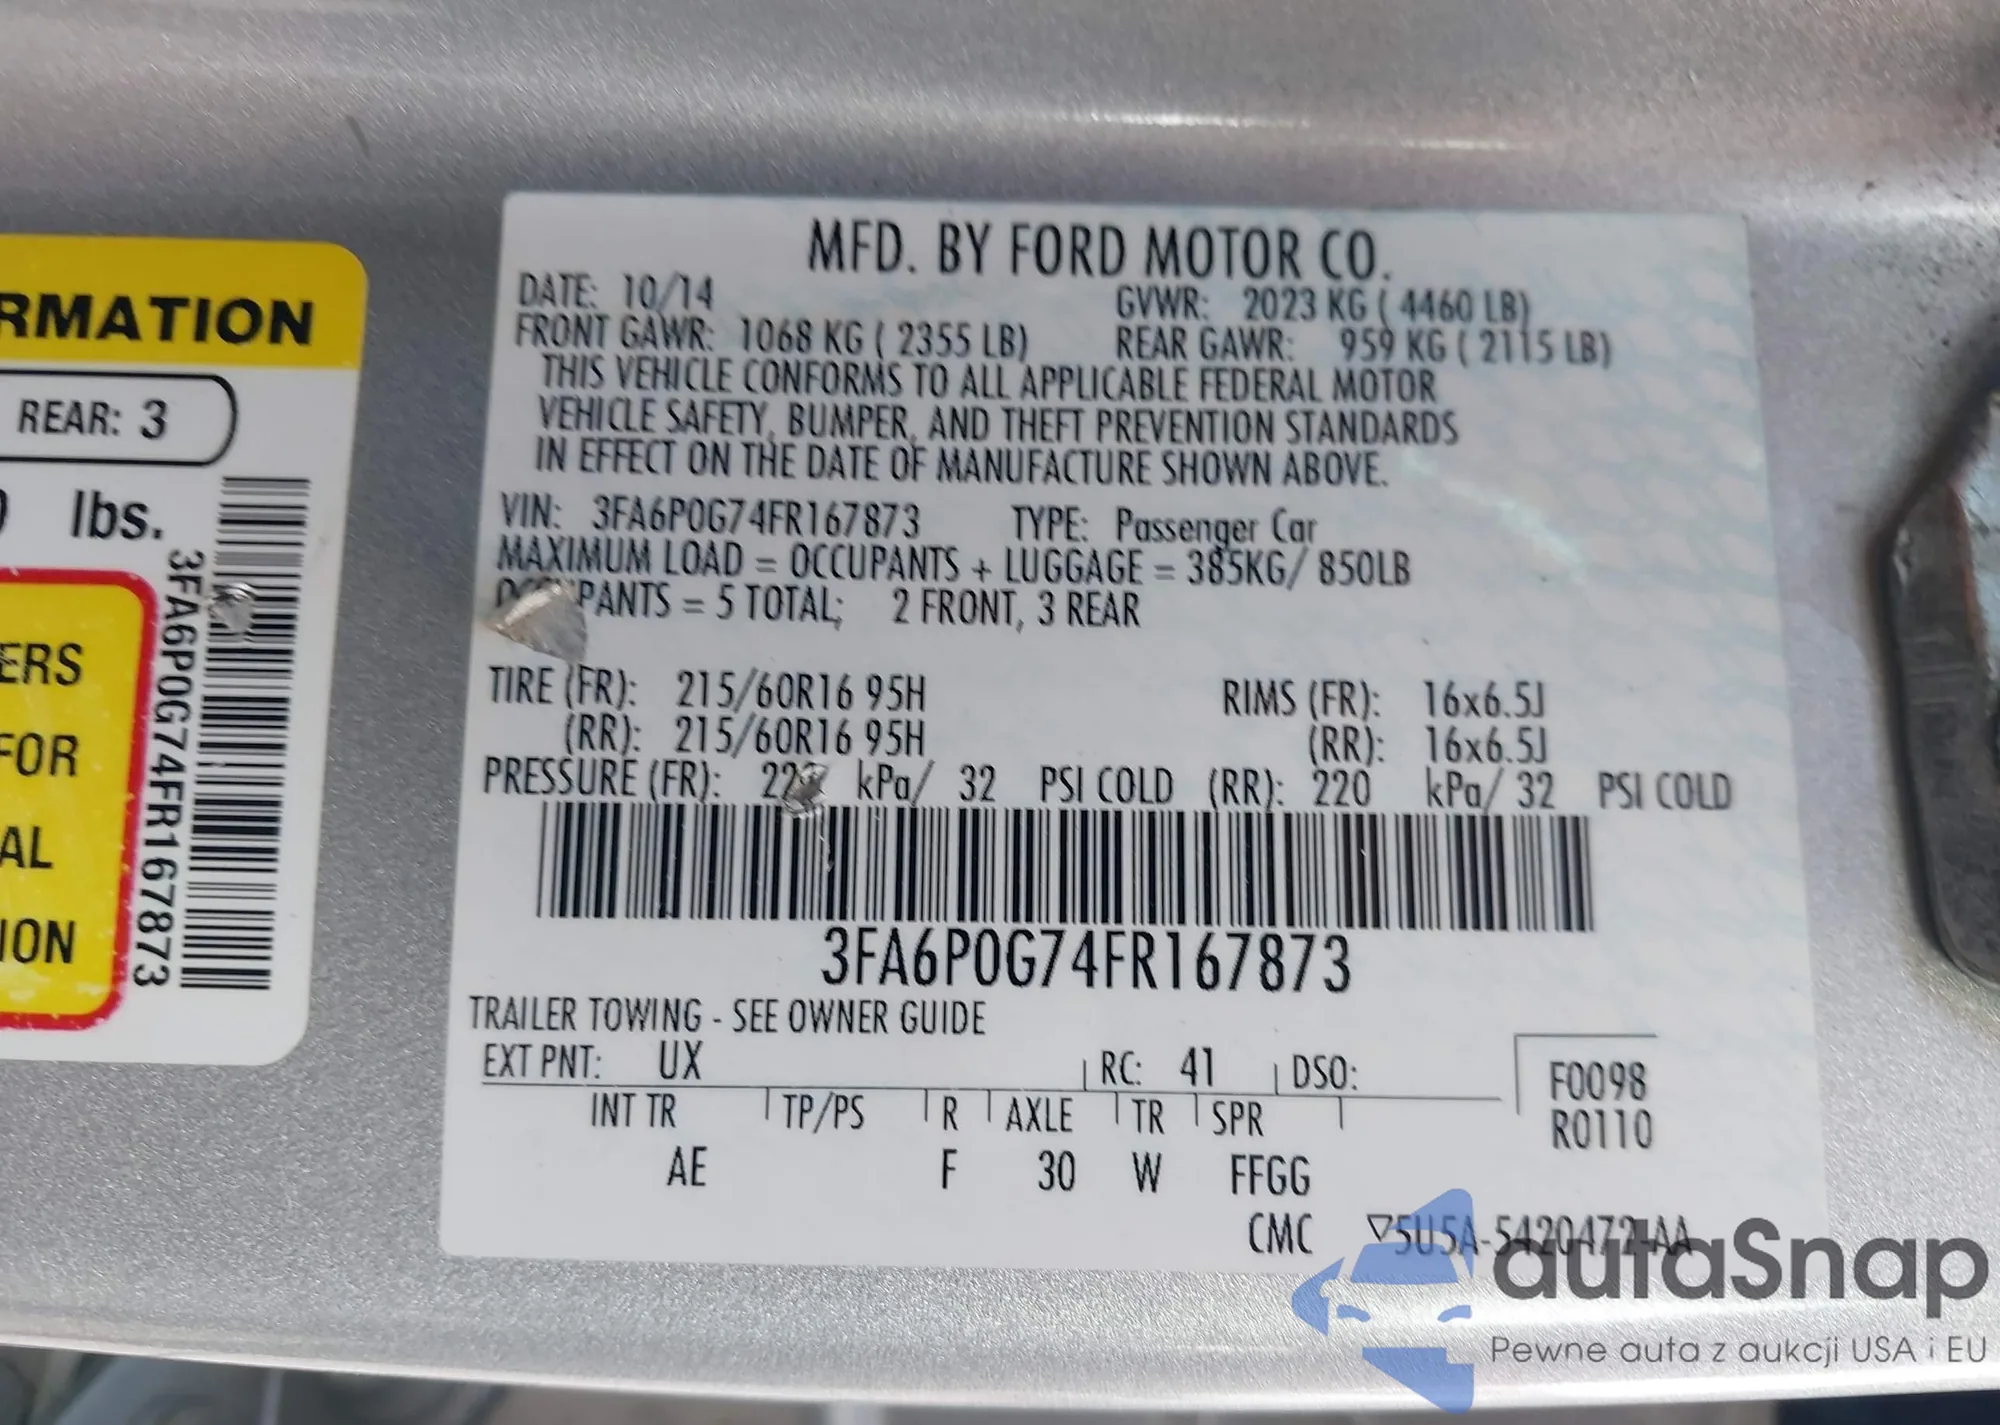 RMATION
REAR: 3
lbs.
ERS
FOR
AL
ION
3FA6P0G74FR167873
MFD. BY FORD MOTOR CO.
DATE: 10/14 GVWR: 2023 KG ( 4460 LB)
FRONT GAWR: 1068 KG ( 2355 LB) REAR GAWR: 959 KG ( 2115 LB)
THIS VEHICLE CONFORMS TO ALL APPLICABLE FEDERAL MOTOR
VEHICLE SAFETY, BUMPER, AND THEFT PREVENTION STANDARDS
IN EFFECT ON THE DATE OF MANUFACTURE SHOWN ABOVE.
VIN: 3FA6P0G74FR167873 TYPE: Passenger Car
MAXIMUM LOAD = OCCUPANTS + LUGGAGE = 385KG/ 850LB
= 5 TOTAL; 2 FRONT, 3 REAR
TIRE (FR): 215/60R16 95H RIMS (FR): 16x6.5J
(RR): 215/60R16 95H (RR): 16x6.5J
PRESSURE (FR): kPa/ 32 PSI COLD (RR): 220 kPa/ 32 PSI COLD
3FA6P0G74FR167873
TRAILER TOWING - SEE OWNER GUIDE
EXT PNT: UX RC: 41 DSO: F0098
INT TR TP/PS R AXLE TR SPR R0110
AE F 30 W FFGG
CMC ▽5U5A-5420472-AA
autaSnap
Pewne auta z aukcji USA i EU